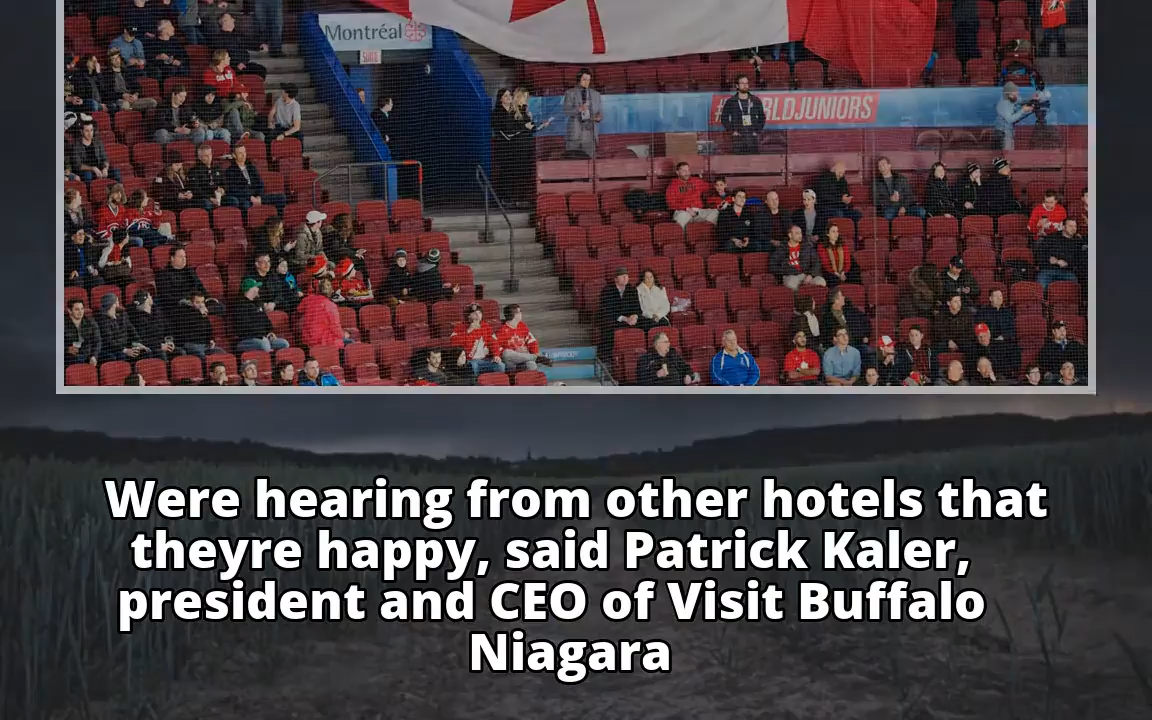 Montréal
#WORLDJUNIORS
Were hearing from other hotels that
theyre happy, said Patrick Kaler,
president and CEO of Visit Buffalo
Niagara